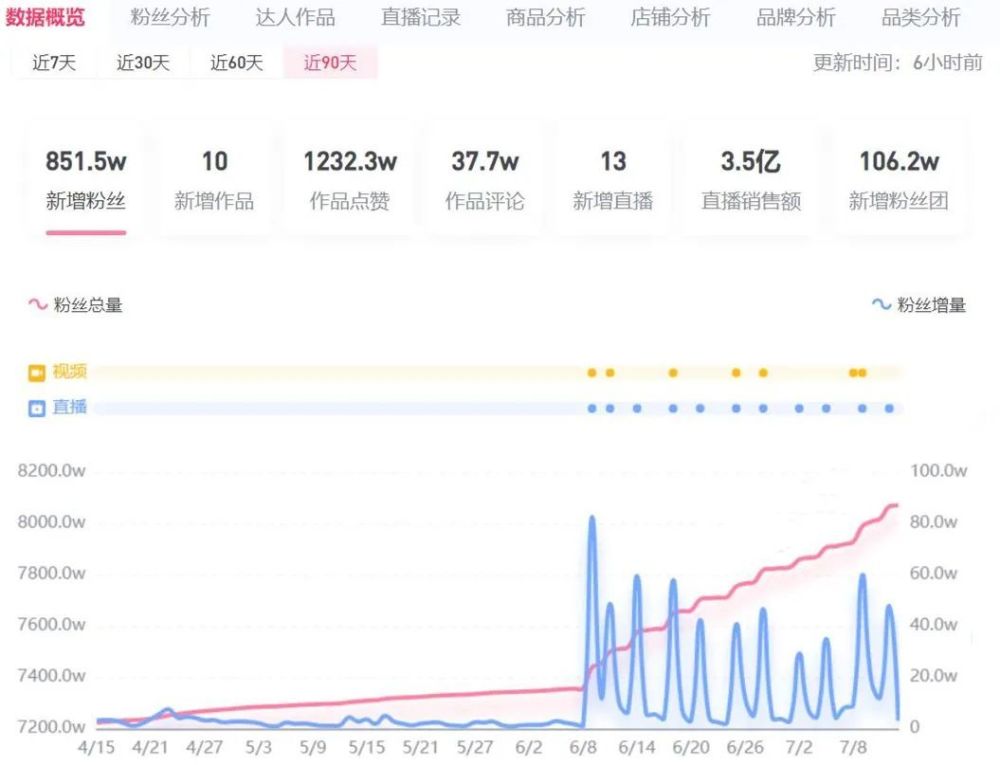 数据概览 粉丝分析 达人作品 直播记录 商品分析 店铺分析 品牌分析 品类分析
近7天 近30天 近60天 近90天 更新时间：6小时前
851.5w 10 1232.3w 37.7w 13 3.5亿 106.2w
新增粉丝 新增作品 作品点赞 作品评论 新增直播 直播销售额 新增粉丝团
粉丝总量 粉丝增量
视频
直播
8200.0w 100.0w
8000.0w 80.0w
7800.0w 60.0w
7600.0w 40.0w
7400.0w 20.0w
7200.0w 0
4/15 4/21 4/27 5/3 5/9 5/15 5/21 5/27 6/2 6/8 6/14 6/20 6/26 7/2 7/8